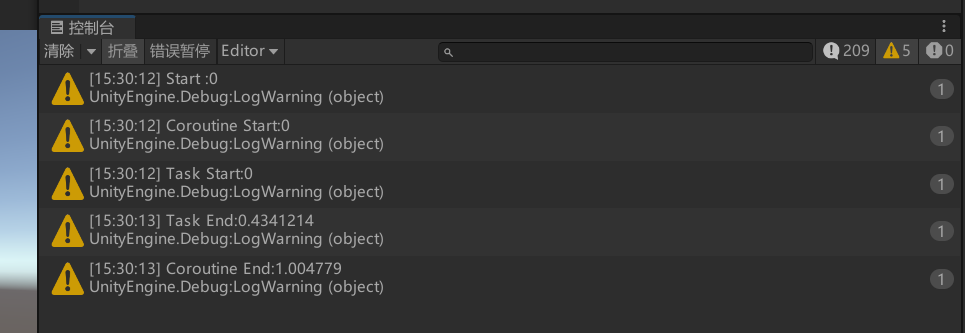 控制台
清除 折叠 错误暂停 Editor 209 5 0
[15:30:12] Start :0
UnityEngine.Debug:LogWarning (object)
1
[15:30:12] Coroutine Start:0
UnityEngine.Debug:LogWarning (object)
1
[15:30:12] Task Start:0
UnityEngine.Debug:LogWarning (object)
1
[15:30:13] Task End:0.4341214
UnityEngine.Debug:LogWarning (object)
1
[15:30:13] Coroutine End:1.004779
UnityEngine.Debug:LogWarning (object)
1